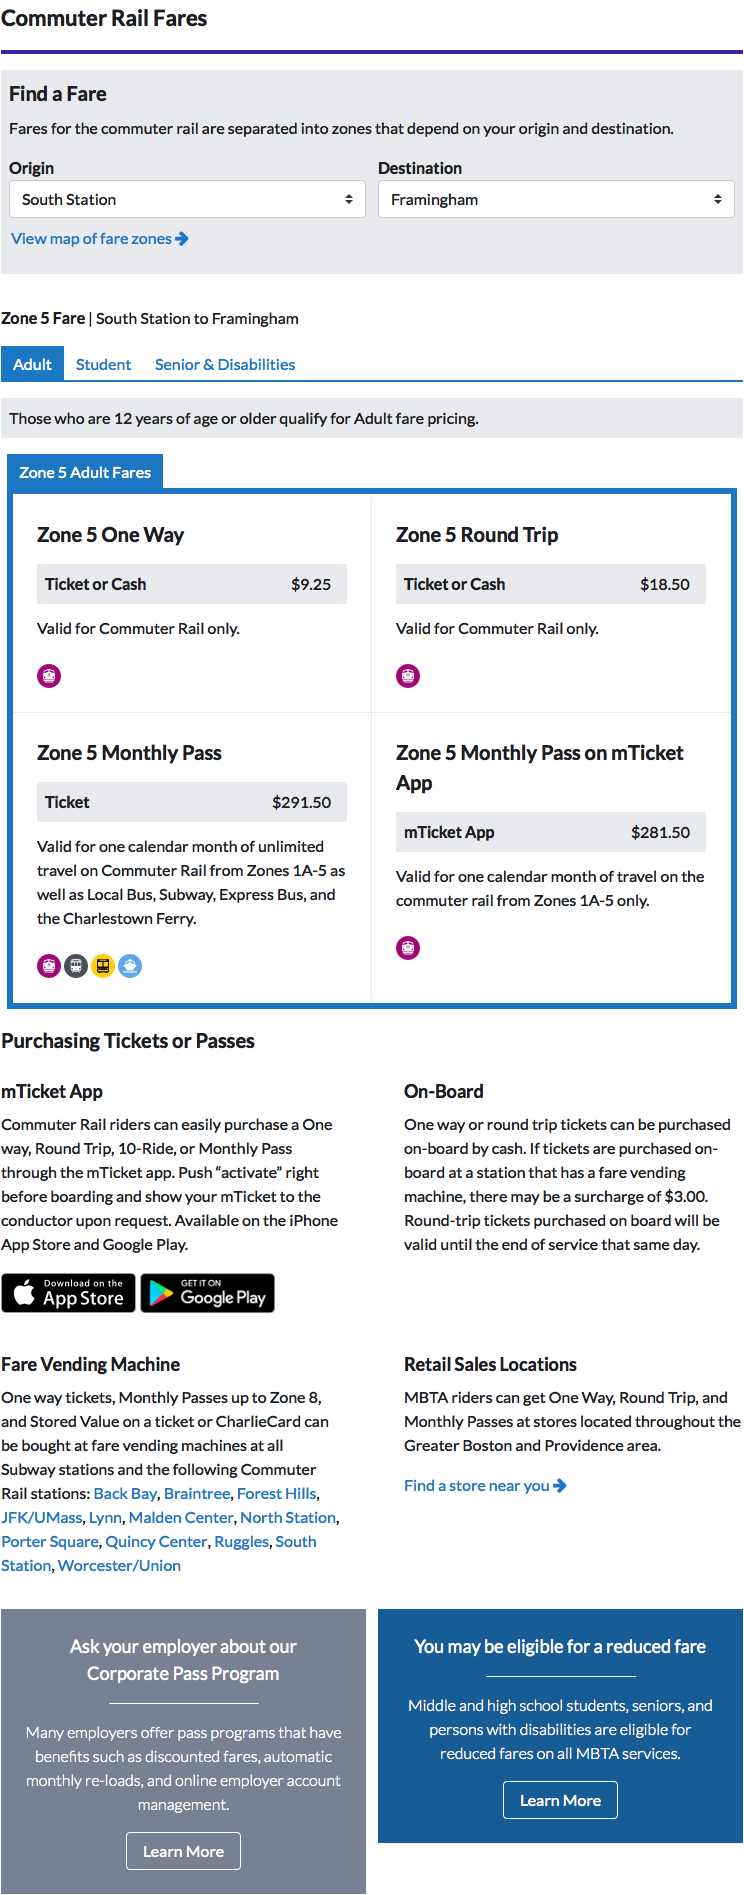 Commuter Rail Fares
Find a Fare
Fares for the commuter rail are separated into zones that depend on your origin and destination.
Origin
South Station
Destination
Framingham
View map of fare zones
Zone 5 Fare | South Station to Framingham
Adult
Student
Senior & Disabilities
Those who are 12 years of age or older qualify for Adult fare pricing.
Zone 5 Adult Fares
Zone 5 One Way
Ticket or Cash $9.25
Valid for Commuter Rail only.
Zone 5 Round Trip
Ticket or Cash $18.50
Valid for Commuter Rail only.
Zone 5 Monthly Pass
Ticket $291.50
Valid for one calendar month of unlimited
travel on Commuter Rail from Zones 1A-5 as
well as Local Bus, Subway, Express Bus, and
the Charlestown Ferry.
Zone 5 Monthly Pass on mTicket
App
mTicket App $281.50
Valid for one calendar month of travel on the
commuter rail from Zones 1A-5 only.
Purchasing Tickets or Passes
mTicket App
Commuter Rail riders can easily purchase a One
way, Round Trip, 10-Ride, or Monthly Pass
through the mTicket app. Push “activate” right
before boarding and show your mTicket to the
conductor upon request. Available on the iPhone
App Store and Google Play.
Download on the
App Store
GET IT ON
Google Play
On-Board
One way or round trip tickets can be purchased
on-board by cash. If tickets are purchased on-
board at a station that has a fare vending
machine, there may be a surcharge of $3.00.
Round-trip tickets purchased on board will be
valid until the end of service that same day.
Fare Vending Machine
One way tickets, Monthly Passes up to Zone 8,
and Stored Value on a ticket or CharlieCard can
be bought at fare vending machines at all
Subway stations and the following Commuter
Rail stations: Back Bay, Braintree, Forest Hills,
JFK/UMass, Lynn, Malden Center, North Station,
Porter Square, Quincy Center, Ruggles, South
Station, Worcester/Union
Retail Sales Locations
MBTA riders can get One Way, Round Trip, and
Monthly Passes at stores located throughout the
Greater Boston and Providence area.
Find a store near you
Ask your employer about our
Corporate Pass Program
Many employers offer pass programs that have
benefits such as discounted fares, automatic
monthly re-loads, and online employer account
management.
Learn More
You may be eligible for a reduced fare
Middle and high school students, seniors, and
persons with disabilities are eligible for
reduced fares on all MBTA services.
Learn More